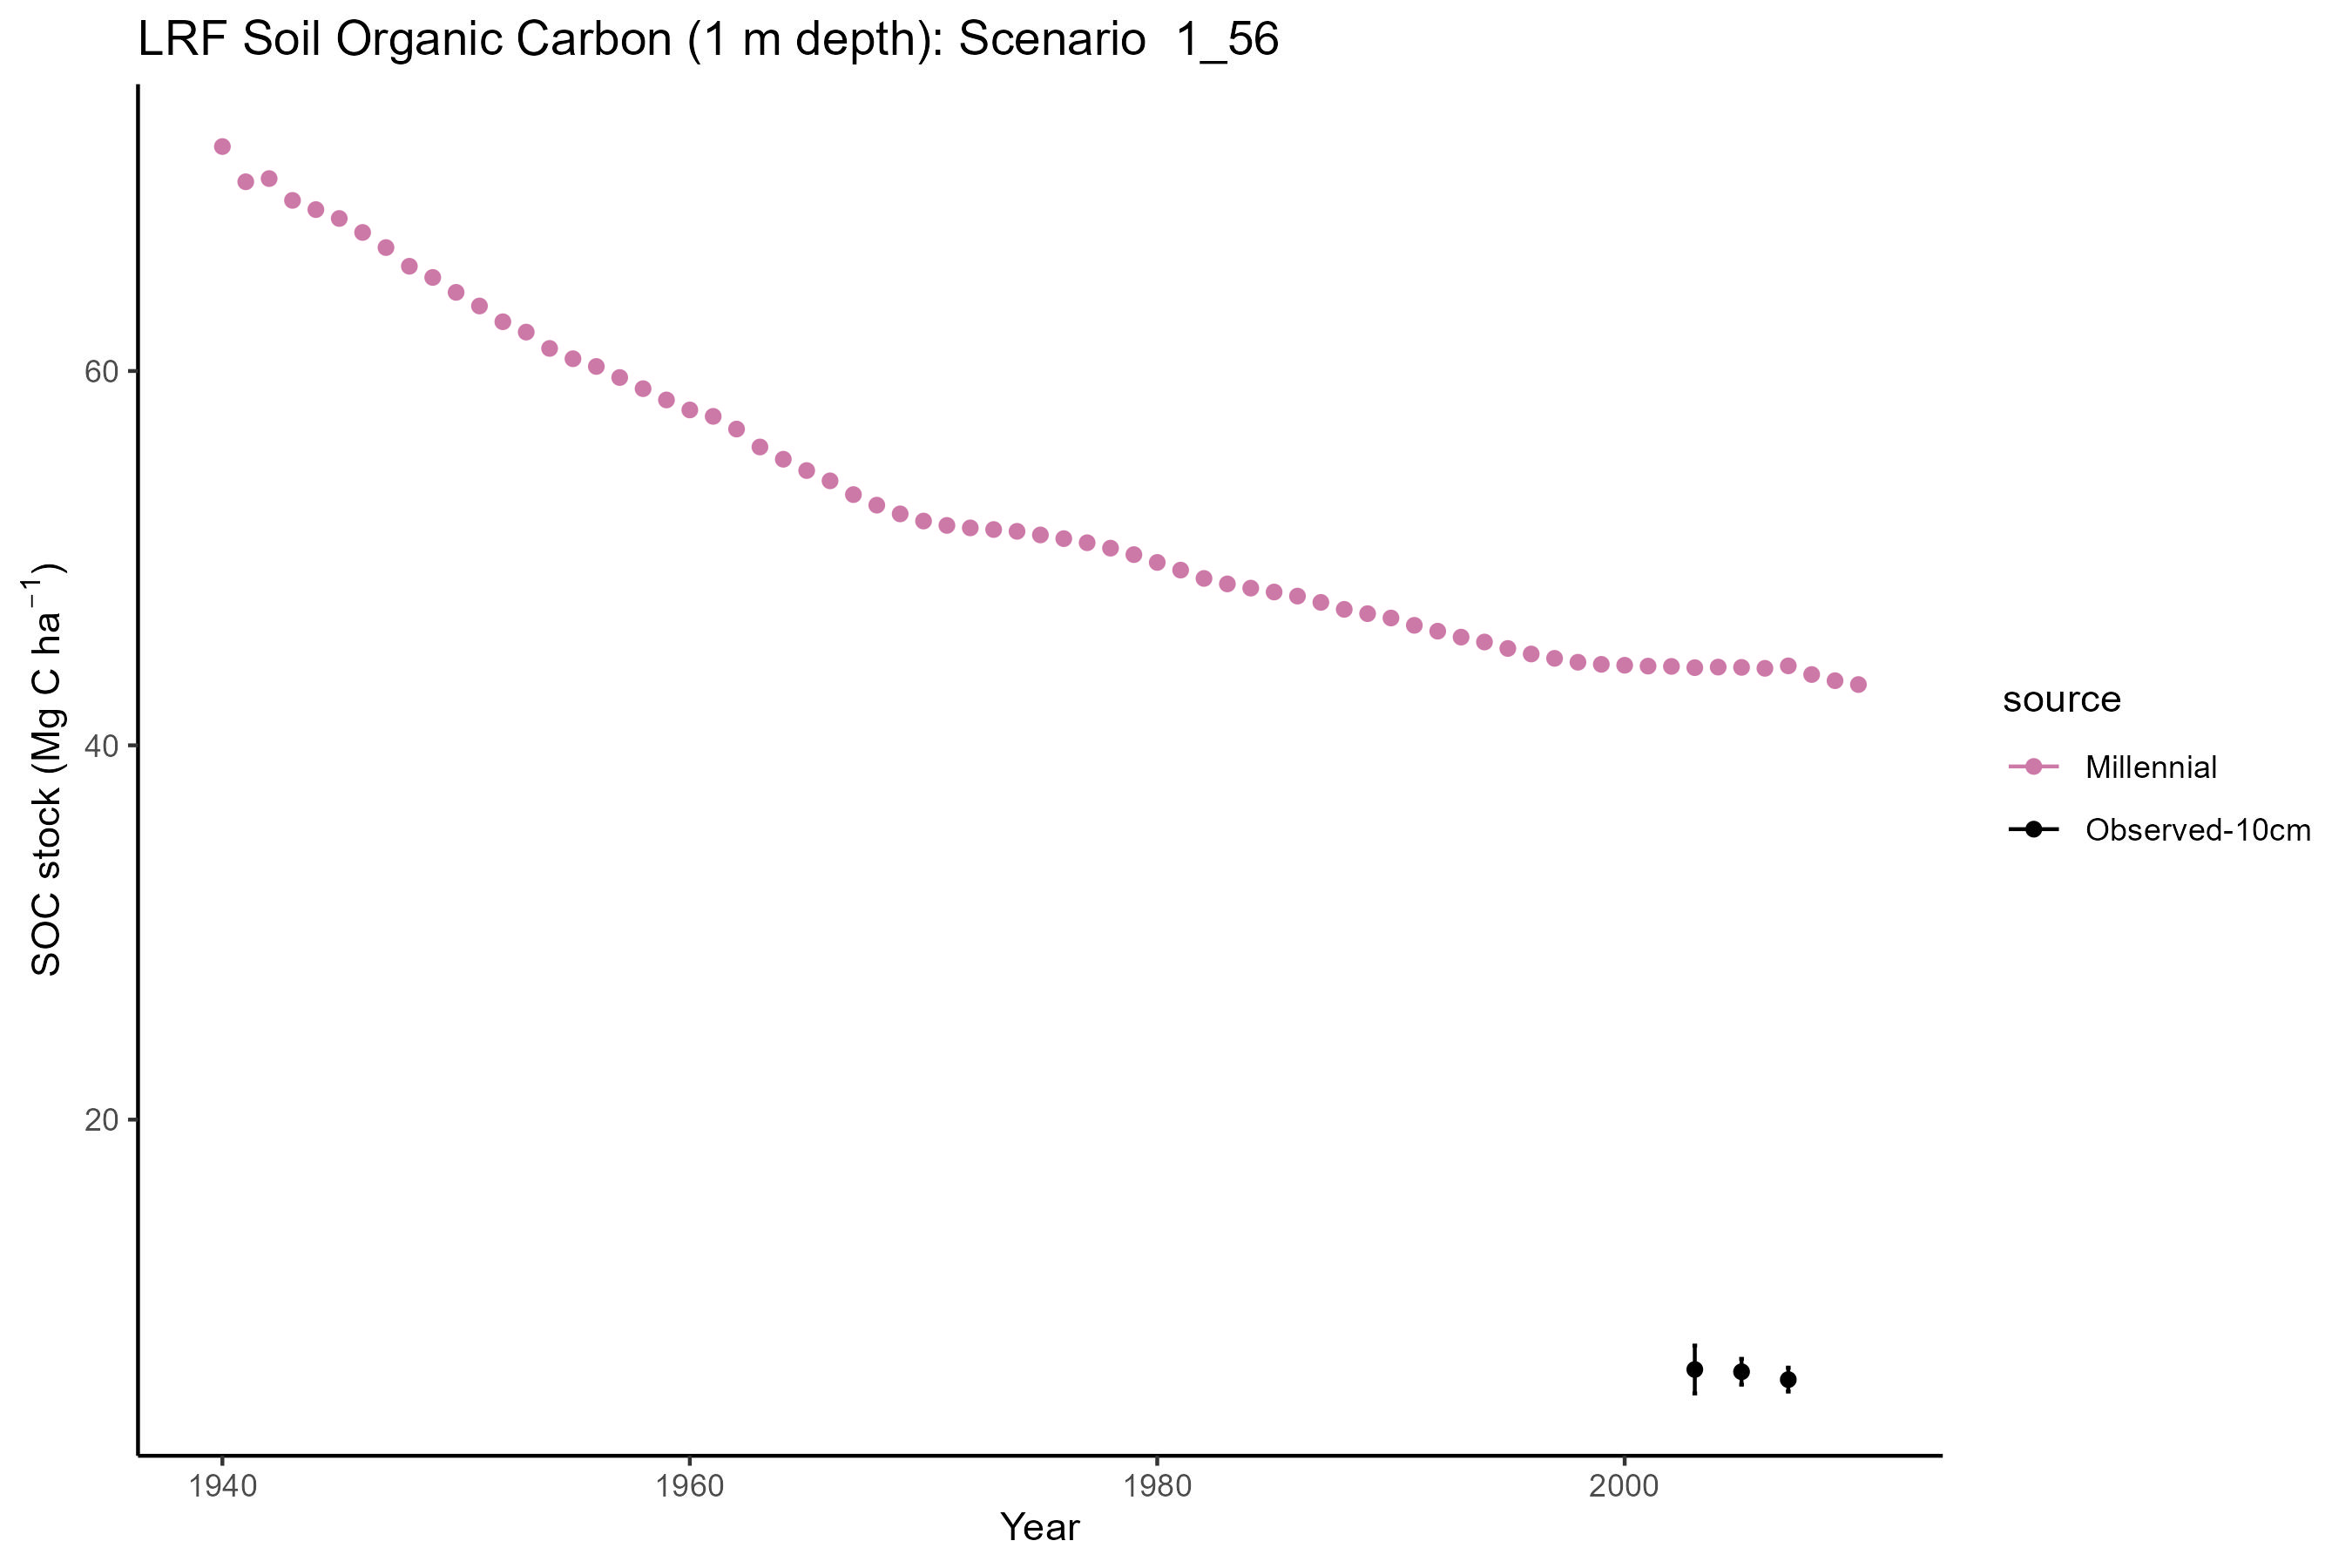 LRF Soil Organic Carbon (1 m depth): Scenario  1_56
SOC stock (Mg C ha⁻¹)
60
40
20
1940
1960
1980
2000
Year
source
Millennial
Observed-10cm